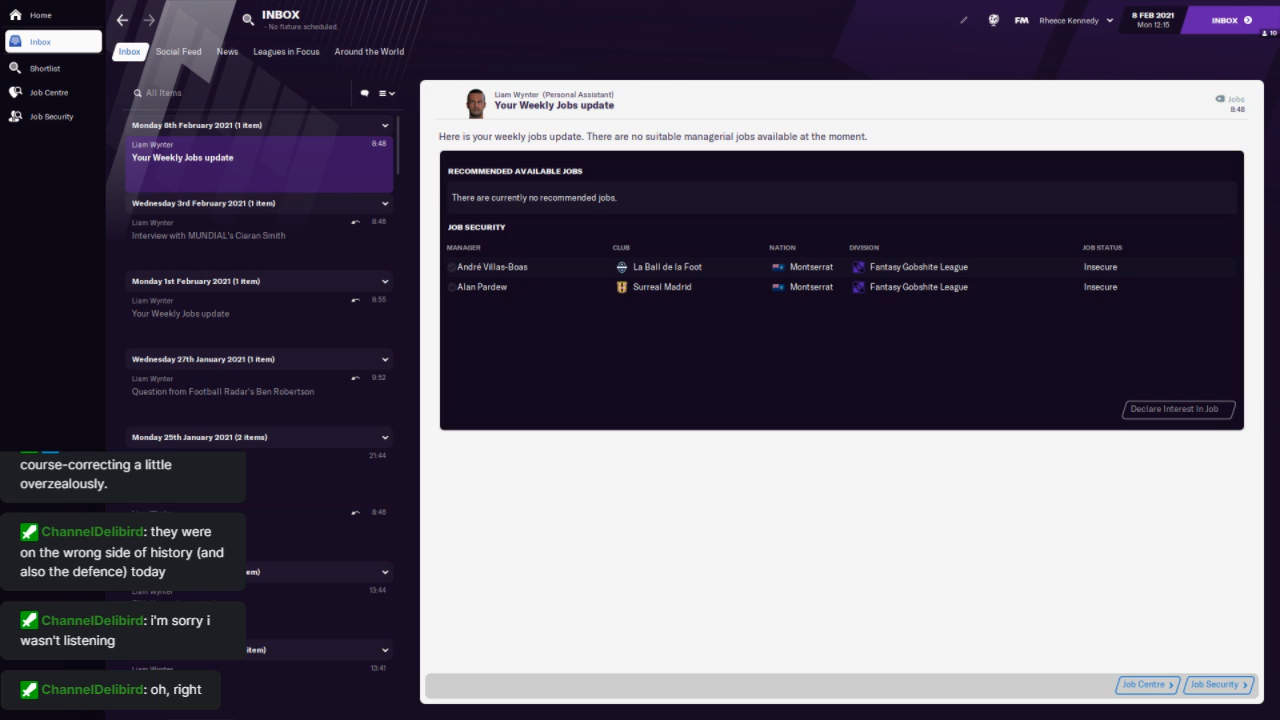 Home
Inbox
Shortlist
Job Centre
Job Security
INBOX
- No fixture scheduled.
FM
Rheece Kennedy
8 FEB 2021
Mon 12:15
INBOX
10
Inbox
Social Feed
News
Leagues in Focus
Around the World
All Items
Monday 8th February 2021 (1 item)
Liam Wynter
8:48
Your Weekly Jobs update
Wednesday 3rd February 2021 (1 item)
Liam Wynter
8:46
Interview with MUNDIAL's Ciaran Smith
Monday 1st February 2021 (1 item)
Liam Wynter
8:55
Your Weekly Jobs update
Wednesday 27th January 2021 (1 item)
Liam Wynter
9:52
Question from Football Radar's Ben Robertson
Monday 25th January 2021 (2 items)
21:44
8:46
em)
Liam Wynter
13:44
item)
Liam Wynter
13:41
course-correcting a little
overzealously.
ChannelDelibird: they were
on the wrong side of history (and
also the defence) today
ChannelDelibird: i'm sorry i
wasn't listening
ChannelDelibird: oh, right
Liam Wynter (Personal Assistant)
Your Weekly Jobs update
Jobs
8:48
Here is your weekly jobs update. There are no suitable managerial jobs available at the moment.
RECOMMENDED AVAILABLE JOBS
There are currently no recommended jobs.
JOB SECURITY
MANAGER CLUB NATION DIVISION JOB STATUS
André Villas-Boas La Ball de la Foot Montserrat Fantasy Gobshite League Insecure
Alan Pardew Surreal Madrid Montserrat Fantasy Gobshite League Insecure
Declare Interest In Job
Job Centre
Job Security